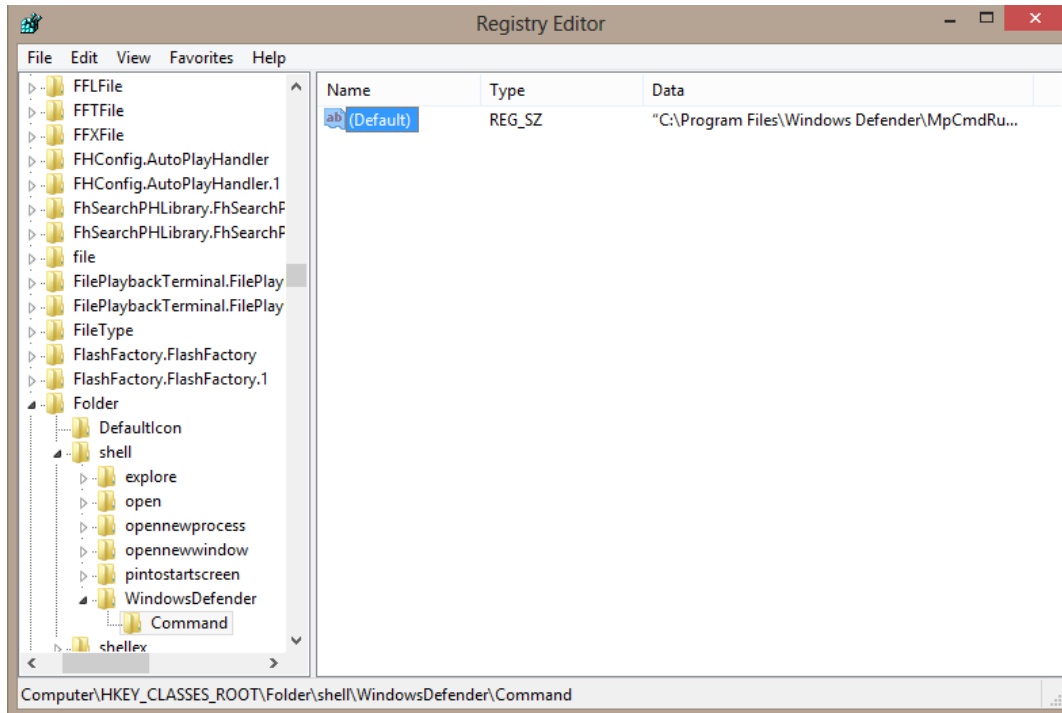 Registry Editor
File Edit View Favorites Help
FFLFile
FFTFile
FFXFile
FHConfig.AutoPlayHandler
FHConfig.AutoPlayHandler.1
FhSearchPHLibrary.FhSearchP
FhSearchPHLibrary.FhSearchP
file
FilePlaybackTerminal.FilePlay
FilePlaybackTerminal.FilePlay
FileType
FlashFactory.FlashFactory
FlashFactory.FlashFactory.1
Folder
DefaultIcon
shell
explore
open
opennewprocess
opennewwindow
pintostartscreen
WindowsDefender
Command
shellex
Name Type Data
ab (Default) REG_SZ “C:\Program Files\Windows Defender\MpCmdRu...
Computer\HKEY_CLASSES_ROOT\Folder\shell\WindowsDefender\Command